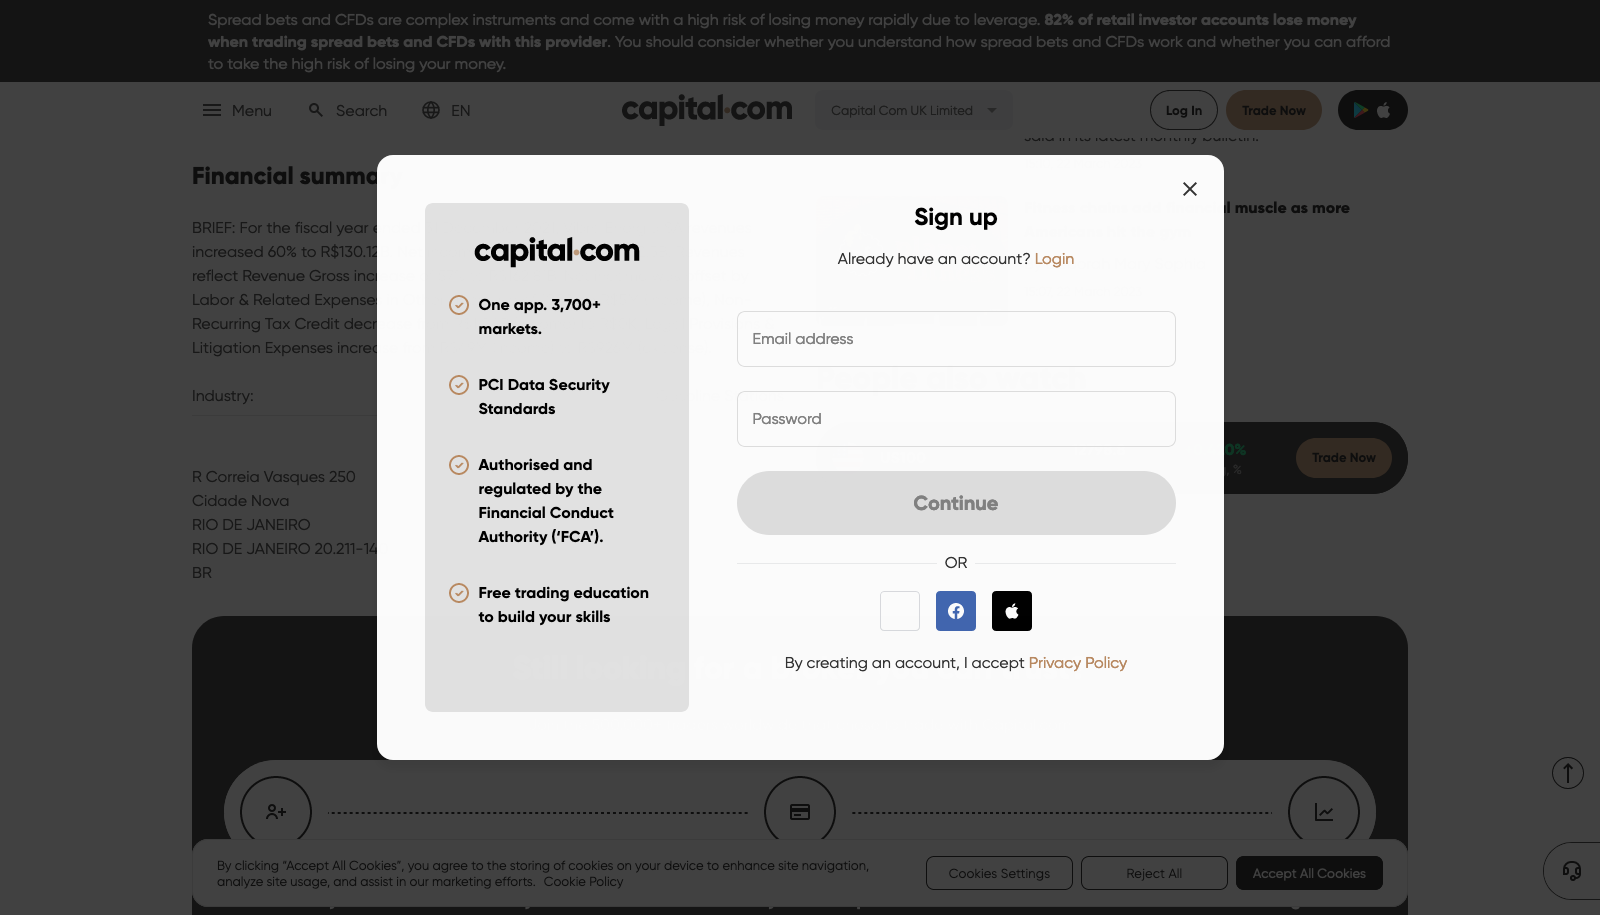 Spread bets and CFDs are complex instruments and come with a high risk of losing money rapidly due to leverage. 82% of retail investor accounts lose money
when trading spread bets and CFDs with this provider. You should consider whether you understand how spread bets and CFDs work and whether you can afford
to take the high risk of losing your money.
Menu
Search
EN
capital.com
Capital Com UK Limited
Log In
Trade Now
said in its latest monthly bulletin.
Financial summa
muscle as more
BRIEF: For the fiscal year e
increased 60% to R$130.12
reflect Revenue Gross incr
Labor & Related Expenses
Recurring Tax Credit decr
Litigation Expenses increa
Industry:
R Correia Vasques 250
Cidade Nova
RIO DE JANEIRO
RIO DE JANEIRO 20.211-14
BR
0%
%
Trade Now
capital.com
One app. 3,700+
markets.
PCI Data Security
Standards
Authorised and
regulated by the
Financial Conduct
Authority (‘FCA’).
Free trading education
to build your skills
Sign up
Already have an account? Login
Email address
Password
Continue
OR
By creating an account, I accept Privacy Policy
By clicking “Accept All Cookies”, you agree to the storing of cookies on your device to enhance site navigation,
analyze site usage, and assist in our marketing efforts. Cookie Policy
Cookies Settings
Reject All
Accept All Cookies